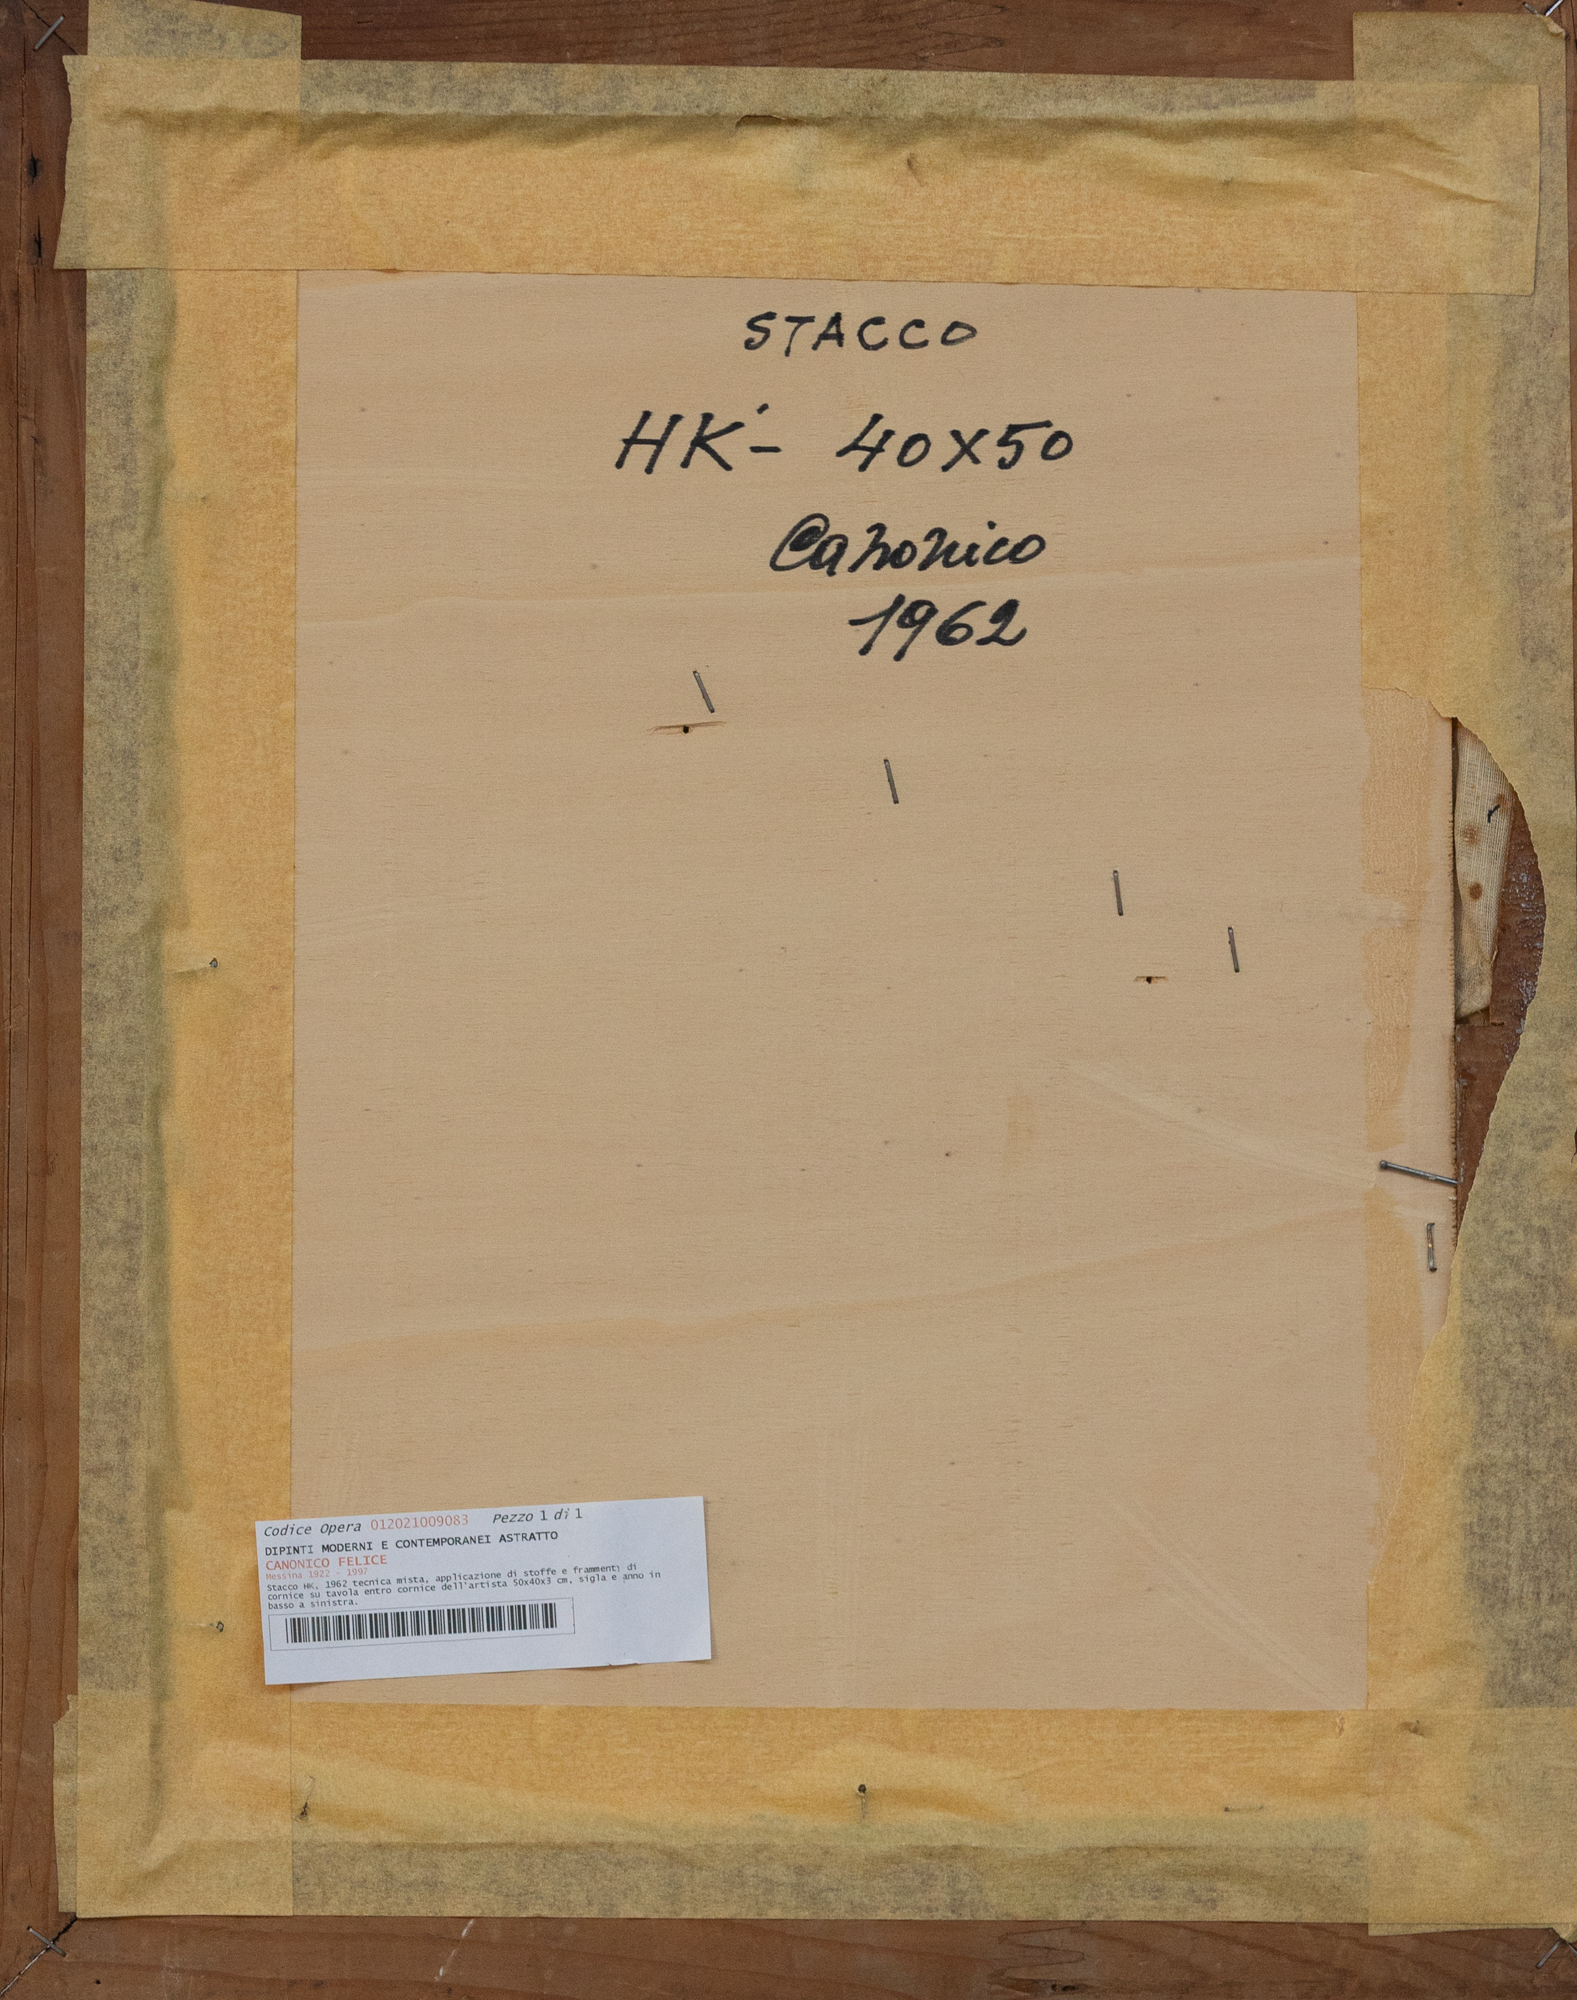 STACCO
HK - 40X50
Canonico
1962
Codice Opera 012021009083 Pezzo 1 di 1
DIPINTI MODERNI E CONTEMPORANEI ASTRATTO
CANONICO FELICE
Messina 1922 - 1997
Stacco HK, 1962 tecnica mista, applicazione di stoffe e frammenti di
cornice su tavola entro cornice dell'artista 50x40x3 cm, sigla e anno in
basso a sinistra.